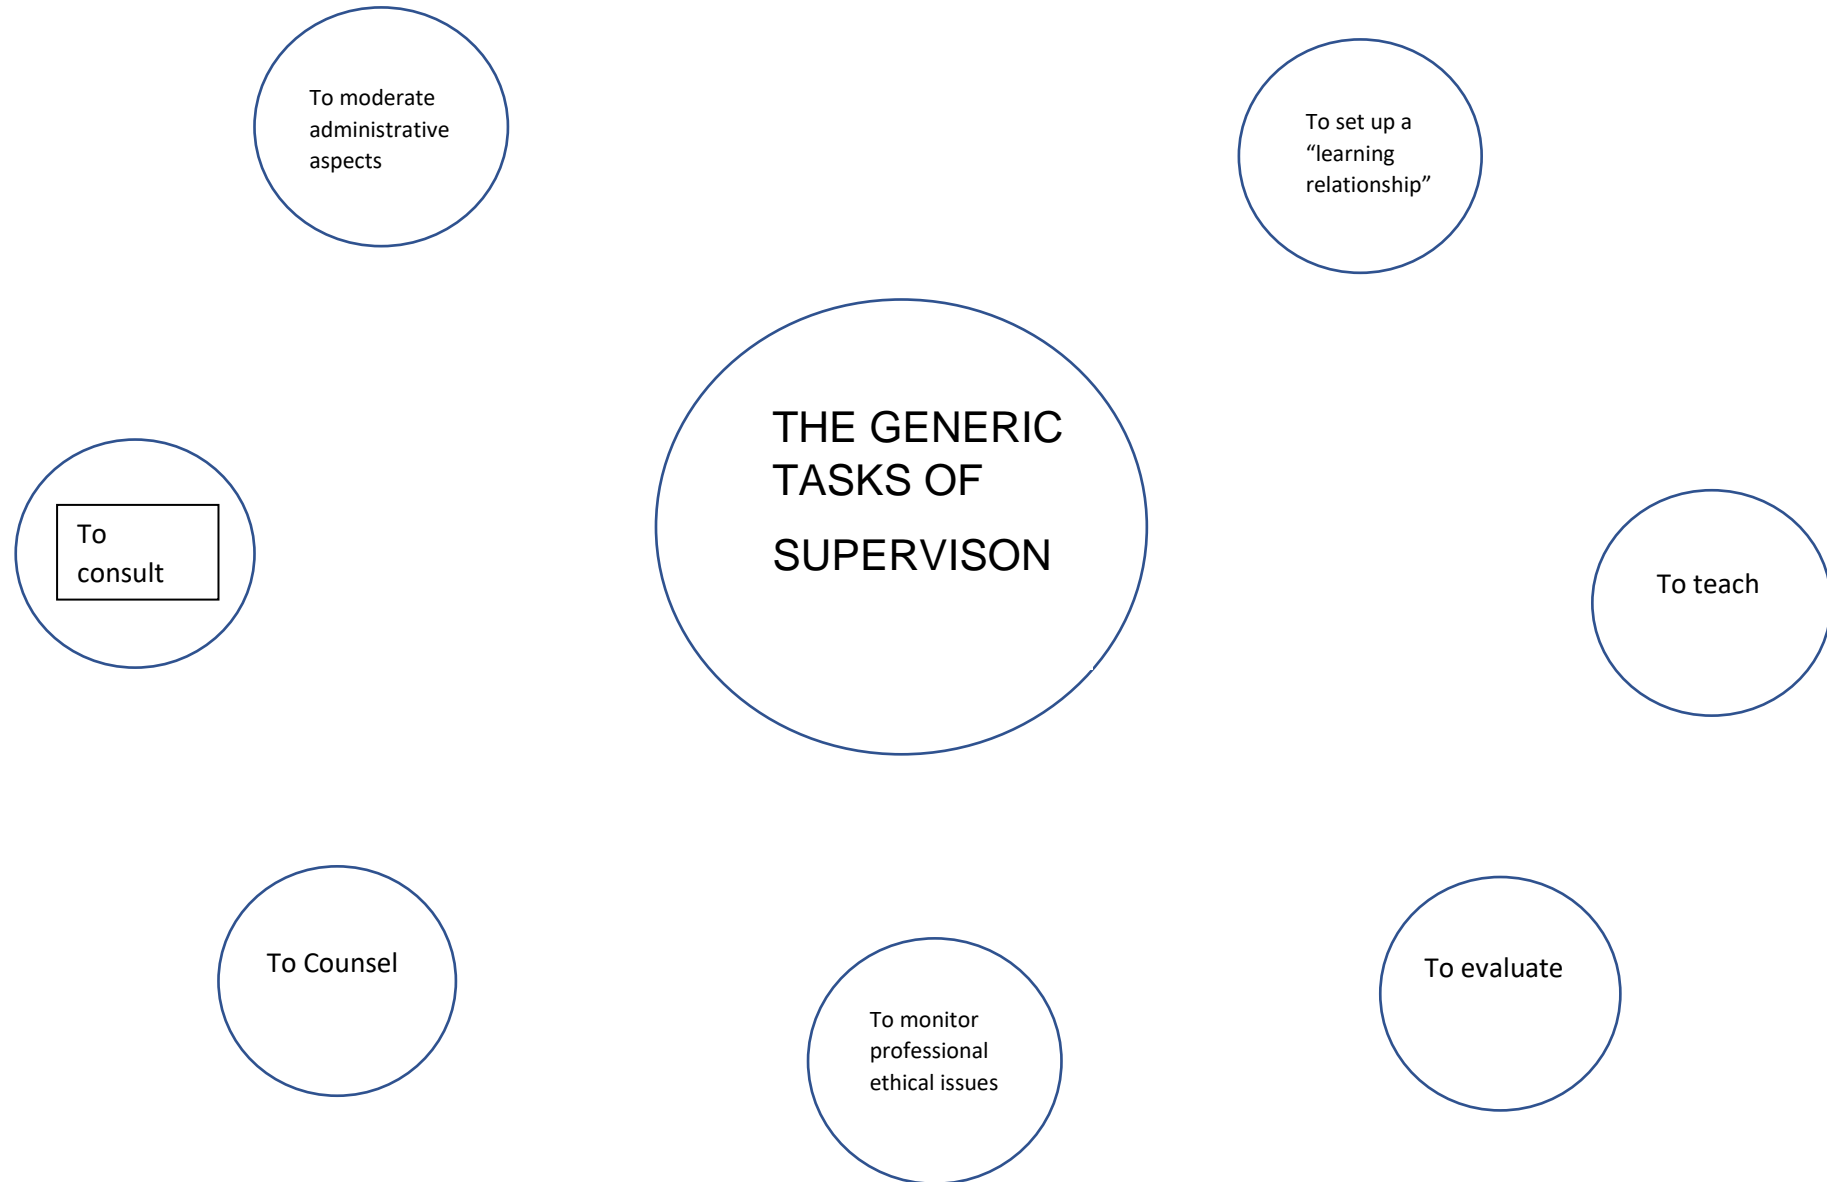 To moderate
administrative
aspects
To set up a
“learning
relationship”
THE GENERIC
TASKS OF
SUPERVISON
To
consult
To teach
To Counsel
To evaluate
To monitor
professional
ethical issues